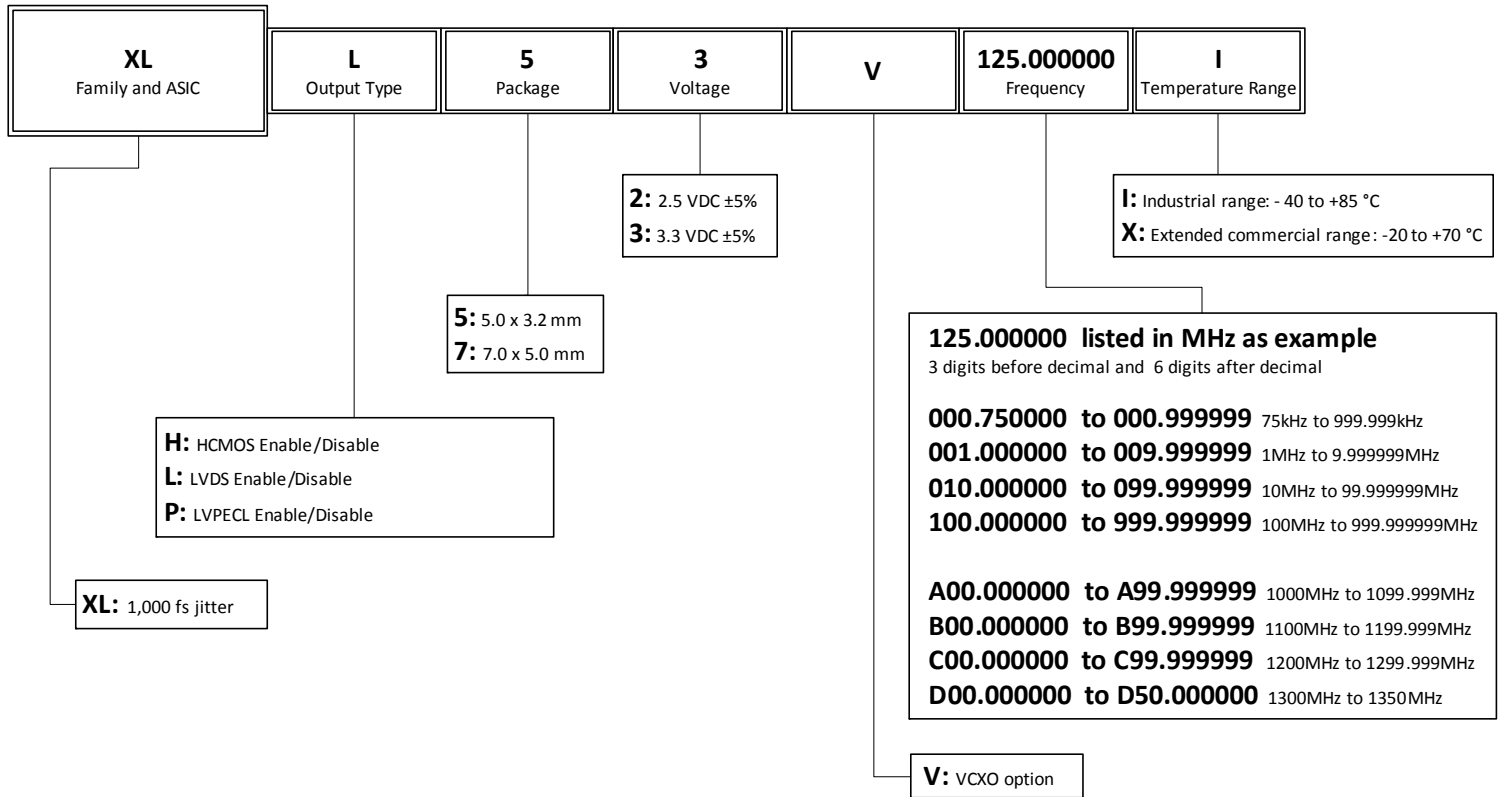 XL
Family and ASIC
L
Output Type
5
Package
3
Voltage
V
125.000000
Frequency
I
Temperature Range
2: 2.5 VDC ±5%
3: 3.3 VDC ±5%
I: Industrial range: - 40 to +85 °C
X: Extended commercial range: -20 to +70 °C
5: 5.0 x 3.2 mm
7: 7.0 x 5.0 mm
125.000000 listed in MHz as example
3 digits before decimal and 6 digits after decimal
000.750000 to 000.999999 75kHz to 999.999kHz
001.000000 to 009.999999 1MHz to 9.999999MHz
010.000000 to 099.999999 10MHz to 99.999999MHz
100.000000 to 999.999999 100MHz to 999.999999MHz
A00.000000 to A99.999999 1000MHz to 1099.999MHz
B00.000000 to B99.999999 1100MHz to 1199.999MHz
C00.000000 to C99.999999 1200MHz to 1299.999MHz
D00.000000 to D50.000000 1300MHz to 1350MHz
H: HCMOS Enable/Disable
L: LVDS Enable/Disable
P: LVPECL Enable/Disable
XL: 1,000 fs jitter
V: VCXO option